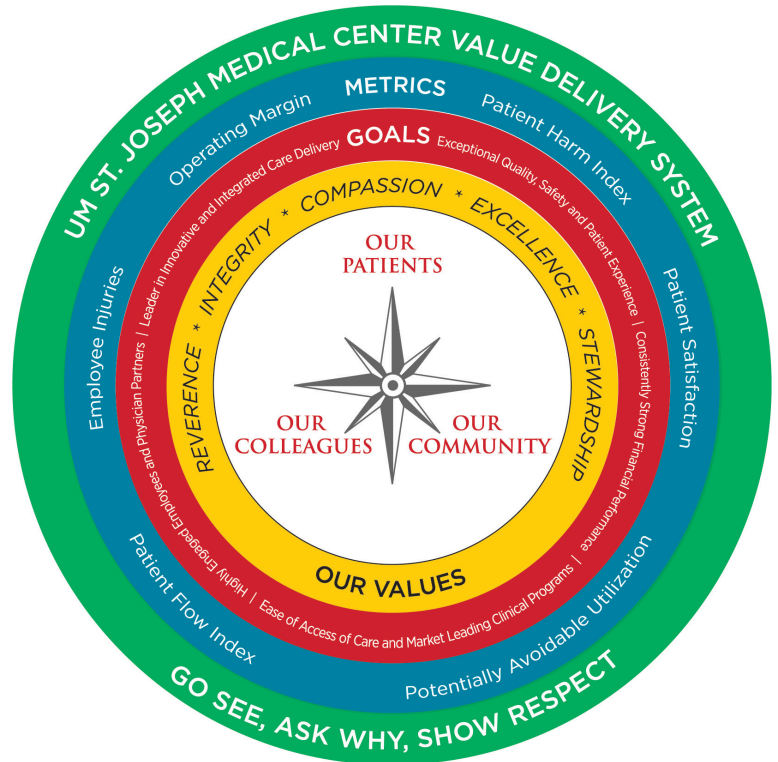 UM ST. JOSEPH MEDICAL CENTER VALUE DELIVERY SYSTEM
METRICS
Patient Harm Index
Patient Satisfaction
Potentially Avoidable Utilization
Patient Flow Index
Employee Injuries
Operating Margin
GOALS
Exceptional Quality, Safety and Patient Experience | Consistently Strong Financial Performance | Ease of Access of Care and Market Leading Clinical Programs | Highly Engaged Employees and Physician Partners | Leader in Innovative and Integrated Care Delivery
REVERENCE * INTEGRITY * COMPASSION * EXCELLENCE * STEWARDSHIP
OUR
PATIENTS
OUR
COLLEAGUES
OUR
COMMUNITY
OUR VALUES
GO SEE, ASK WHY, SHOW RESPECT